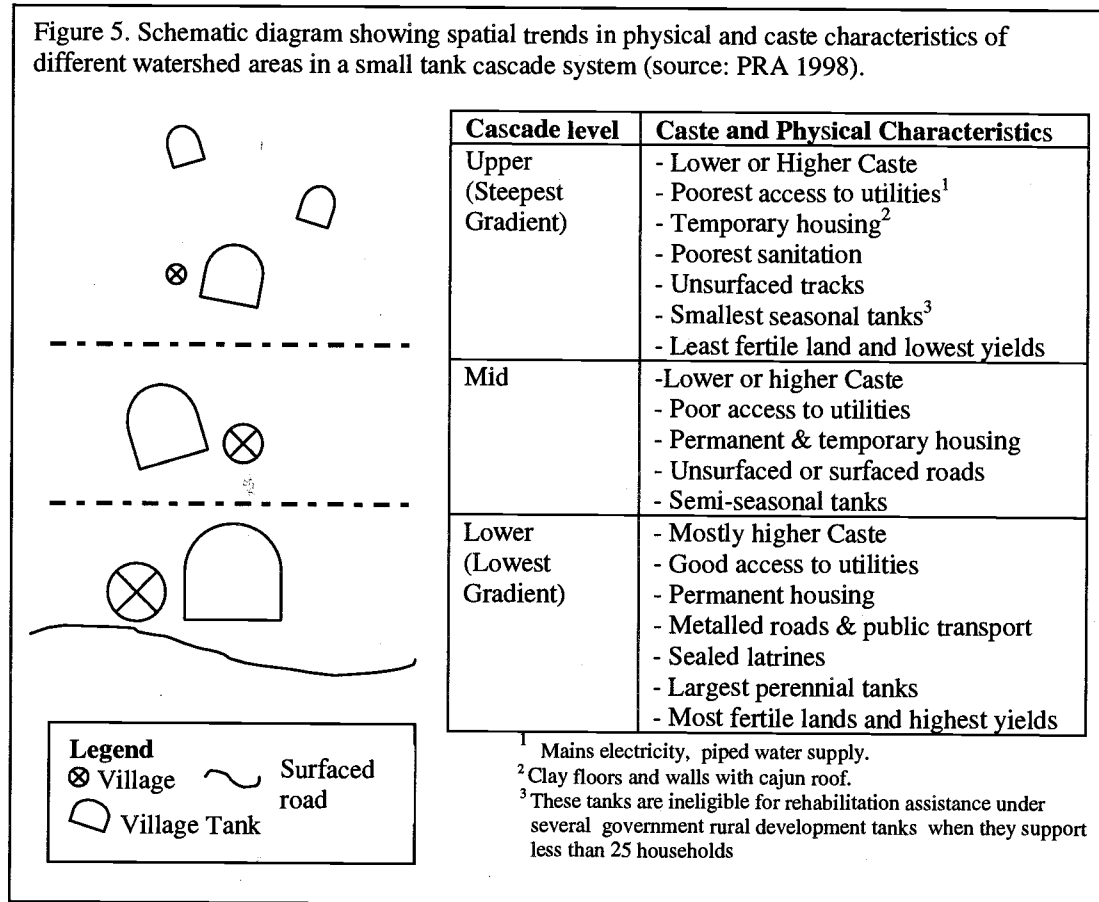 Figure 5. Schematic diagram showing spatial trends in physical and caste characteristics of
different watershed areas in a small tank cascade system (source: PRA 1998).
Cascade level
Caste and Physical Characteristics
Upper
(Steepest
Gradient)
- Lower or Higher Caste
- Poorest access to utilities¹
- Temporary housing²
- Poorest sanitation
- Unsurfaced tracks
- Smallest seasonal tanks³
- Least fertile land and lowest yields
Mid
-Lower or higher Caste
- Poor access to utilities
- Permanent & temporary housing
- Unsurfaced or surfaced roads
- Semi-seasonal tanks
Lower
(Lowest
Gradient)
- Mostly higher Caste
- Good access to utilities
- Permanent housing
- Metalled roads & public transport
- Sealed latrines
- Largest perennial tanks
- Most fertile lands and highest yields
Legend
Village
Surfaced
road
Village Tank
¹ Mains electricity, piped water supply.
² Clay floors and walls with cajun roof.
³ These tanks are ineligible for rehabilitation assistance under
several government rural development tanks when they support
less than 25 households